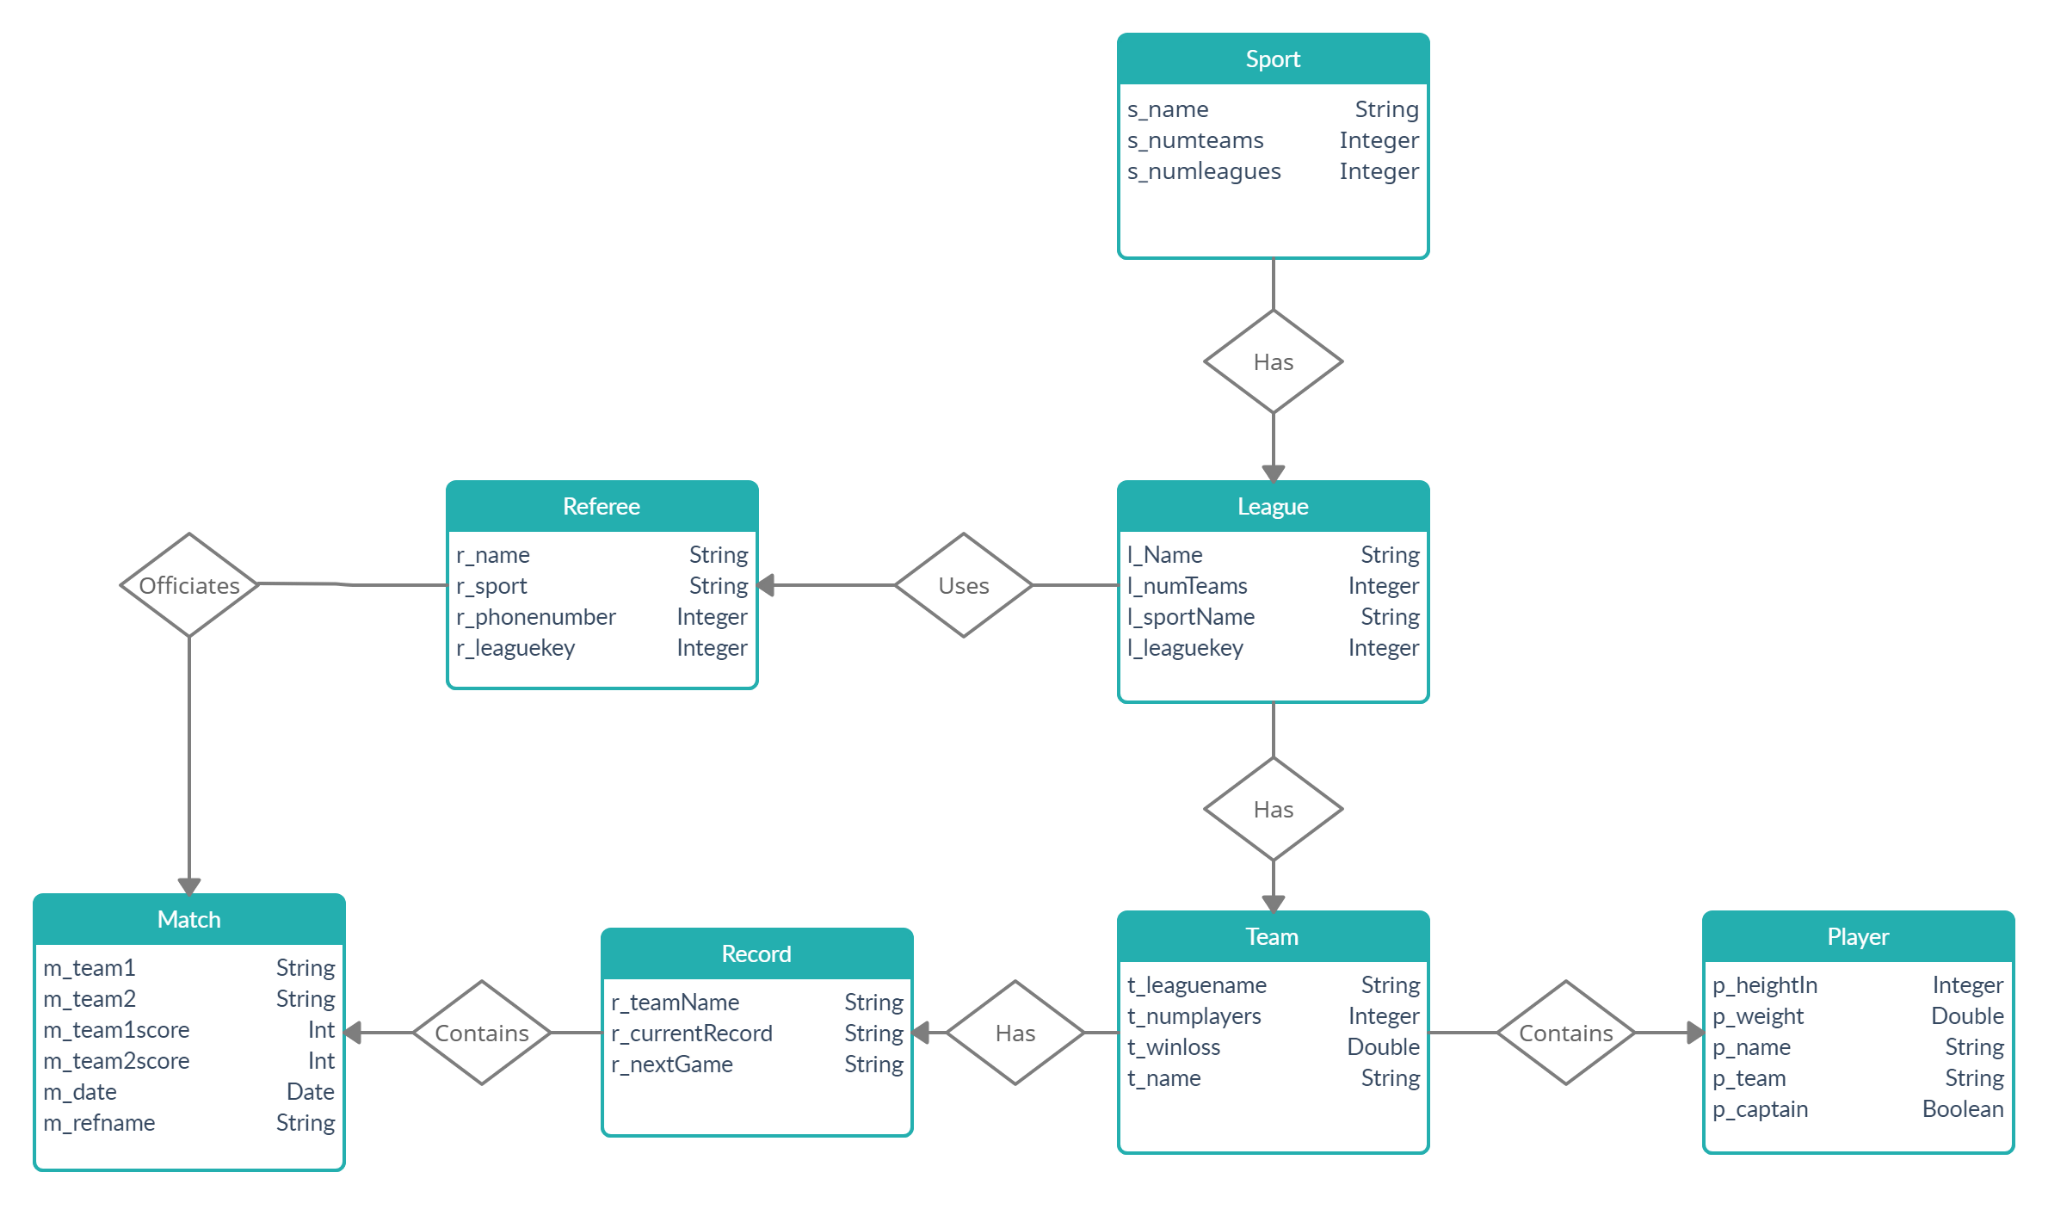 Sport
s_name String
s_numteams Integer
s_numleagues Integer
Has
Referee
r_name String
r_sport String
r_phonenumber Integer
r_leaguekey Integer
League
l_Name String
l_numTeams Integer
l_sportName String
l_leaguekey Integer
Officiates
Uses
Has
Match
m_team1 String
m_team2 String
m_team1score Int
m_team2score Int
m_date Date
m_refname String
Contains
Record
r_teamName String
r_currentRecord String
r_nextGame String
Has
Team
t_leaguename String
t_numplayers Integer
t_winloss Double
t_name String
Contains
Player
p_heightIn Integer
p_weight Double
p_name String
p_team String
p_captain Boolean